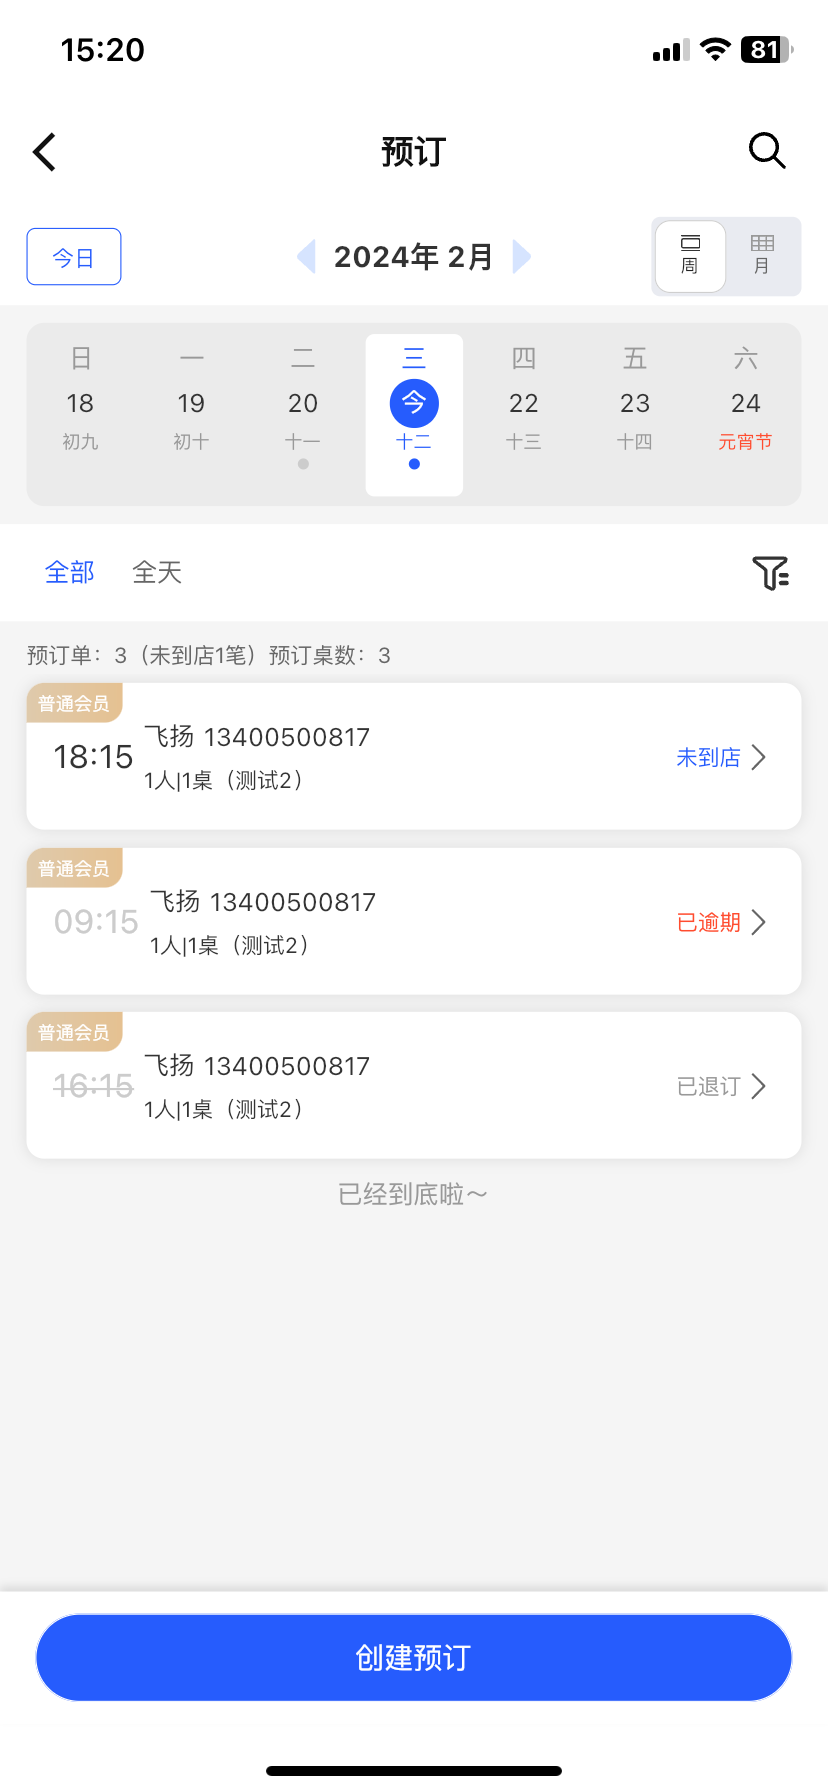 15:20
81
预订
今日
2024年 2月
周
月
日 一 二 三 四 五 六
18 19 20 今 22 23 24
初九 初十 十一 十二 十三 十四 元宵节
全部 全天
预订单：3（未到店1笔）预订桌数：3
普通会员
飞扬 13400500817
18:15
1人|1桌（测试2）
未到店
普通会员
飞扬 13400500817
09:15
1人|1桌（测试2）
已逾期
普通会员
飞扬 13400500817
16:15
1人|1桌（测试2）
已退订
已经到底啦～
创建预订